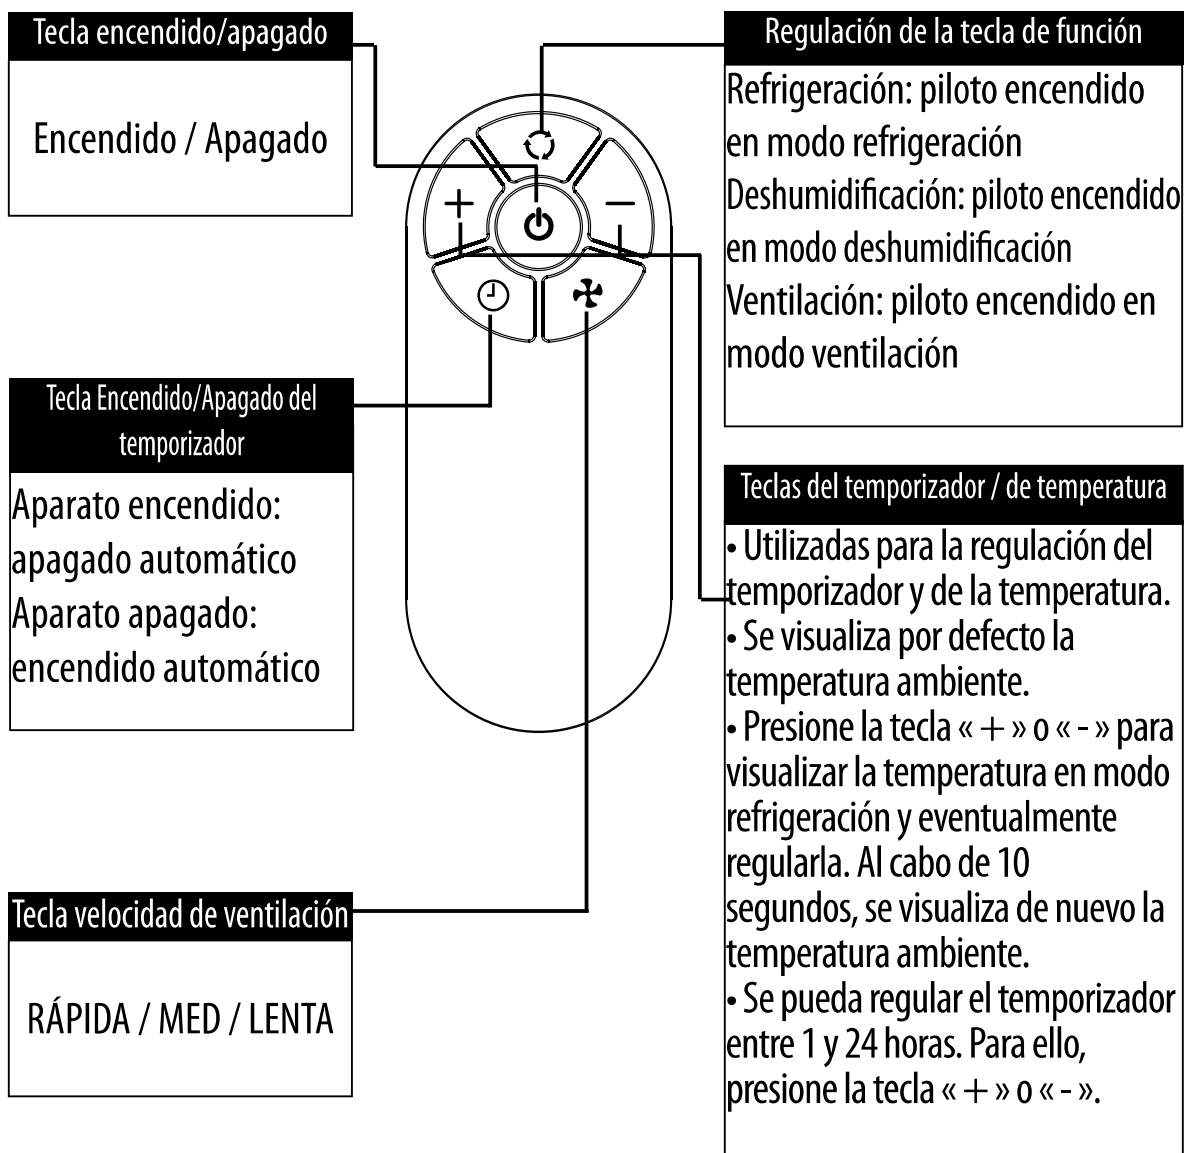 Tecla encendido/apagado
Encendido / Apagado
Regulación de la tecla de función
Refrigeración: piloto encendido
en modo refrigeración
Deshumidificación: piloto encendido
en modo deshumidificación
Ventilación: piloto encendido en
modo ventilación
Tecla Encendido/Apagado del
temporizador
Aparato encendido:
apagado automático
Aparato apagado:
encendido automático
Teclas del temporizador / de temperatura
• Utilizadas para la regulación del
temporizador y de la temperatura.
• Se visualiza por defecto la
temperatura ambiente.
• Presione la tecla « + » o « - » para
visualizar la temperatura en modo
refrigeración y eventualmente
regularla. Al cabo de 10
segundos, se visualiza de nuevo la
temperatura ambiente.
• Se pueda regular el temporizador
entre 1 y 24 horas. Para ello,
presione la tecla « + » o « - ».
Tecla velocidad de ventilación
RÁPIDA / MED / LENTA